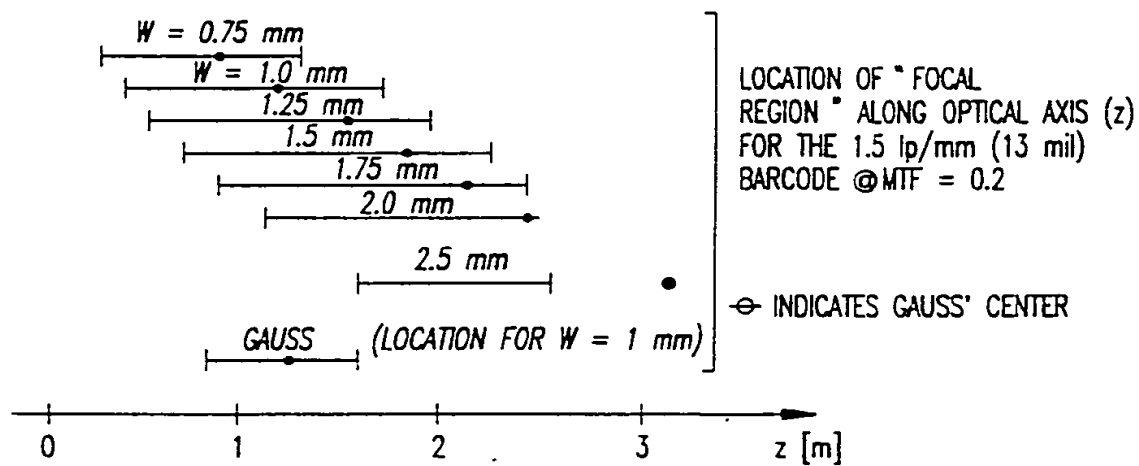 W = 0.75 mm
W = 1.0 mm
1.25 mm
1.5 mm
1.75 mm
2.0 mm
2.5 mm
GAUSS (LOCATION FOR W = 1 mm)
LOCATION OF " FOCAL
REGION " ALONG OPTICAL AXIS (z)
FOR THE 1.5 lp/mm (13 mil)
BARCODE @ MTF = 0.2
INDICATES GAUSS' CENTER
0 1 2 3 z [m]